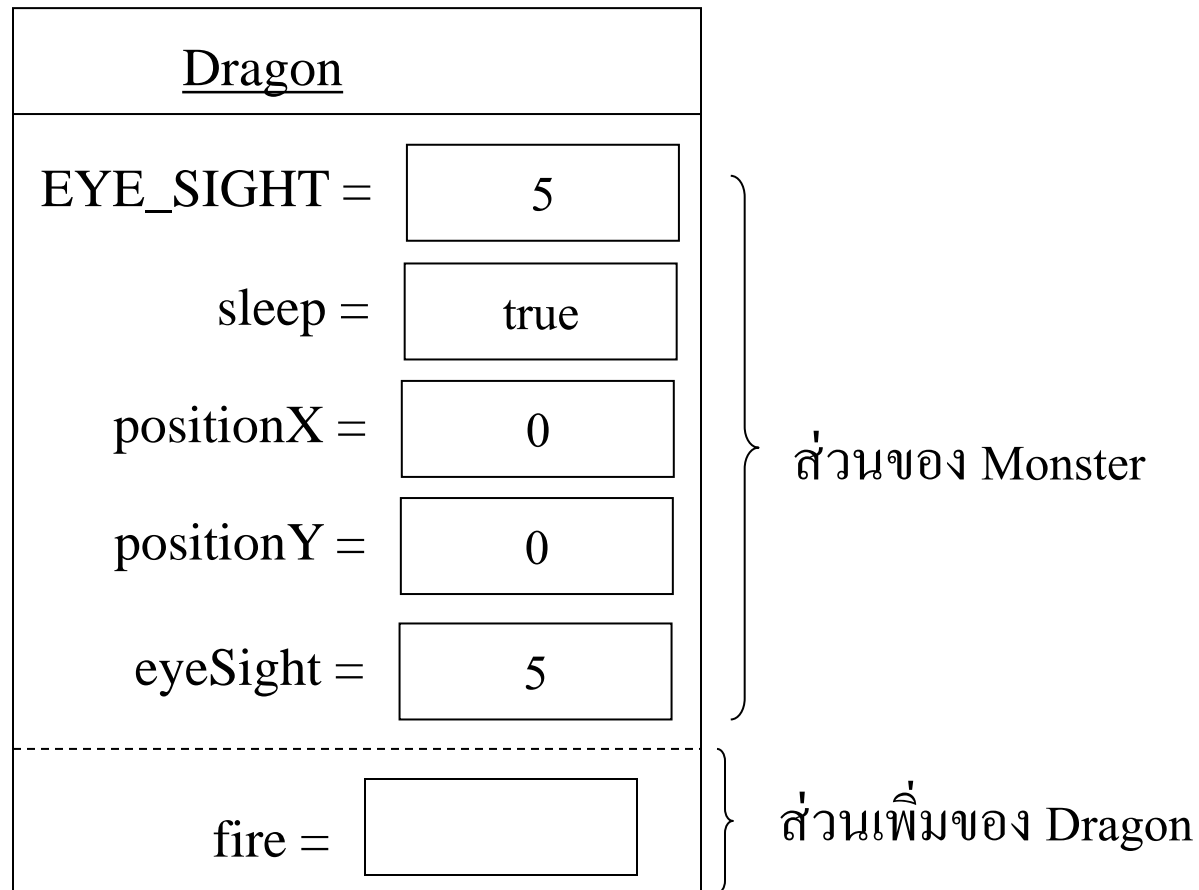 Dragon
EYE_SIGHT = 5
sleep = true
positionX = 0
positionY = 0
eyeSight = 5
ส่วนของ Monster
fire =
ส่วนเพิ่มของ Dragon